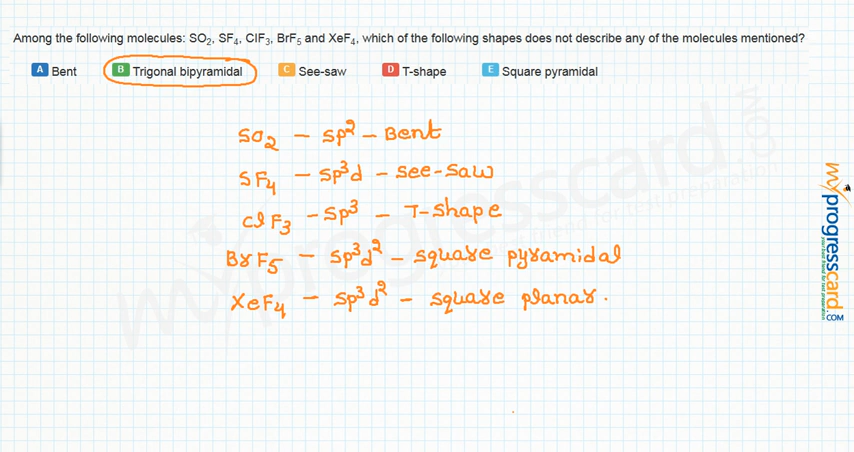 Among the following molecules: SO₂, SF₄, ClF₃, BrF₅ and XeF₄, which of the following shapes does not describe any of the molecules mentioned?
A Bent B Trigonal bipyramidal C See-saw D T-shape E Square pyramidal
SO₂ – Sp² – Bent
SF₄ – Sp³d – See-Saw
ClF₃ – Sp³ – T-Shape
BrF₅ – Sp³d² – Square pyramidal
XeF₄ – Sp³d² – Square planar.
myprogresscard
.COM